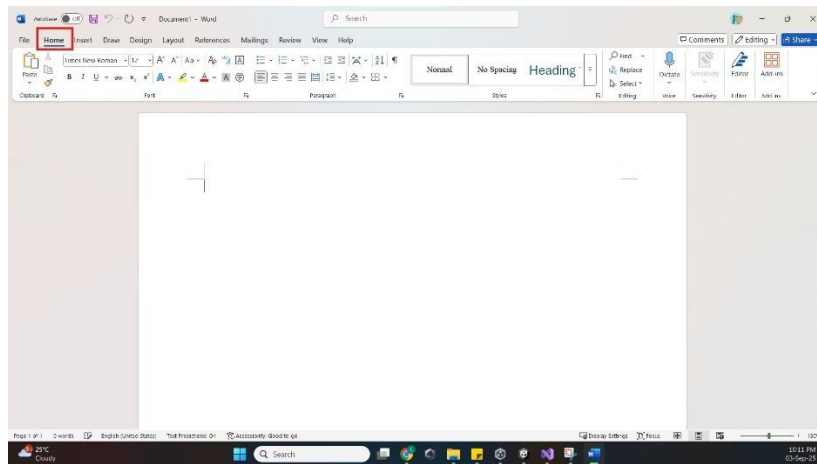 AutoSave Off Document1 - Word Search
File Home Insert Draw Design Layout References Mailings Review View Help Comments Editing Share
Paste Times New Roman 12 Aa Normal No Spacing Heading Find Replace Select Dictate Sensitivity Editor Add-ins
Clipboard Font Paragraph Styles Editing Voice Sensitivity Editor Add-ins
Page 1 of 1 0 words English (United States) Text Predictions: On Accessibility: Good to go Display Settings Focus
25°C Search 10:11 PM
Cloudy 03-Sep-25